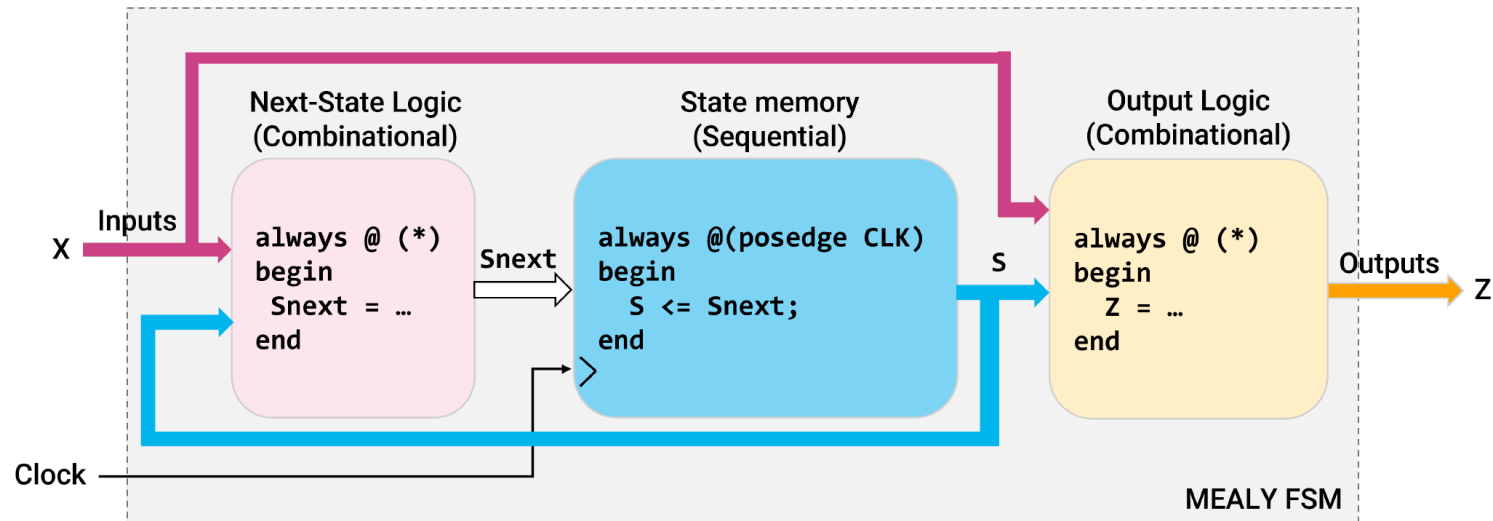 Next-State Logic
(Combinational)
State memory
(Sequential)
Output Logic
(Combinational)
X
Inputs
always @ (*)
begin
Snext = …
end
Snext
always @(posedge CLK)
begin
S <= Snext;
end
S
always @ (*)
begin
Z = …
end
Outputs
Z
Clock
MEALY FSM